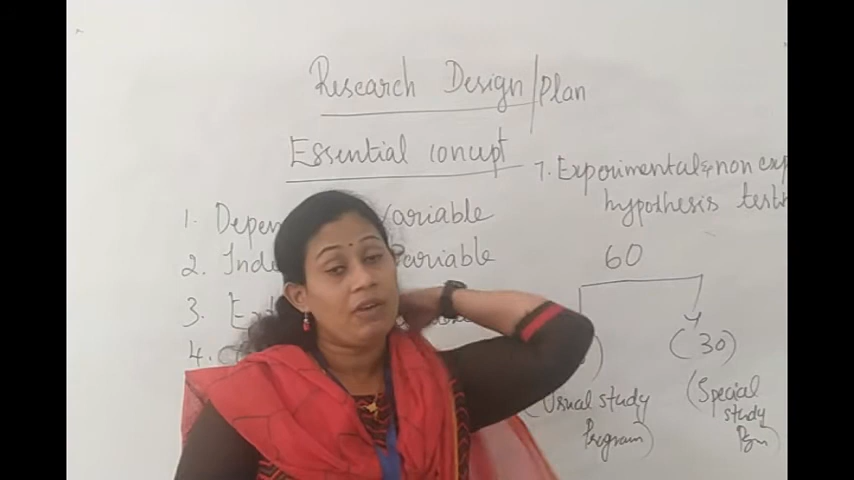 Research Design/Plan
Essential concept
1. Depen Variable
2. Inde Variable
3. Ex
4.
7. Experimental & non exp
hypothesis testi
60
(30)
(Usual study
Program)
(Special
study
Pgm)